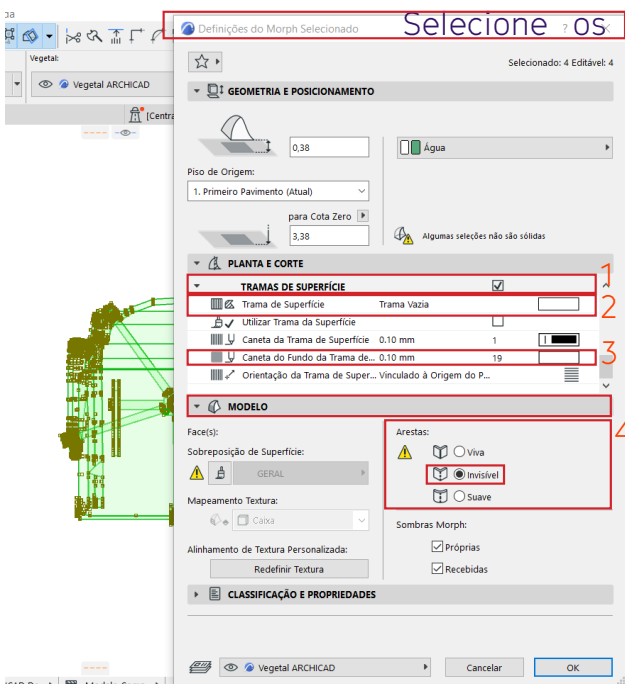 Selecione os
Definições do Morph Selecionado ?
Vegetal:
Vegetal ARCHICAD
[Centra
Selecionado: 4 Editável: 4
GEOMETRIA E POSICIONAMENTO
0,38
Água
Piso de Origem:
1. Primeiro Pavimento (Atual)
para Cota Zero
3,38
Algumas seleções não são sólidas
PLANTA E CORTE
1
TRAMAS DE SUPERFÍCIE
2
Trama de Superfície Trama Vazia
Utilizar Trama da Superfície
Caneta da Trama de Superfície 0.10 mm 1
3
Caneta do Fundo da Trama de... 0.10 mm 19
Orientação da Trama de Super... Vinculado à Origem do P...
MODELO
4
Face(s):
Arestas:
Sobreposição de Superfície:
Viva
GERAL
Invisível
Suave
Mapeamento Textura:
Caixa
Sombras Morph:
Próprias
Alinhamento de Textura Personalizada:
Redefinir Textura
Recebidas
CLASSIFICAÇÃO E PROPRIEDADES
Vegetal ARCHICAD
Cancelar
OK